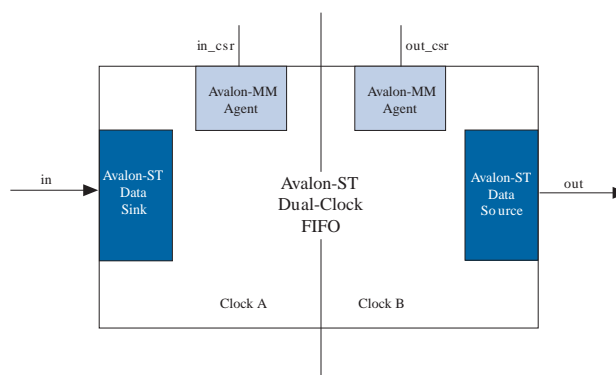 in_csr
out_csr
Avalon-MM
Agent
Avalon-MM
Agent
in
Avalon-ST
Data
Sink
Avalon-ST
Dual-Clock
FIFO
Avalon-ST
Data
Source
out
Clock A
Clock B